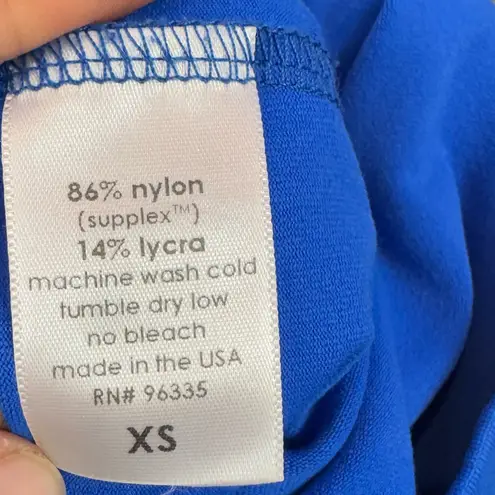 86% nylon
(supplex™)
14% lycra
machine wash cold
tumble dry low
no bleach
made in the USA
RN# 96335
XS